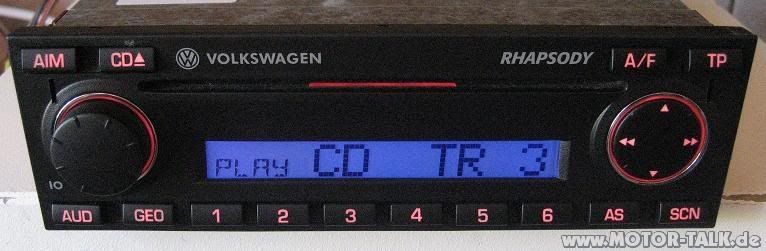 AIM CD VOLKSWAGEN RHAPSODY A/F TP
PLAY CD TR 3
IO
AUD GEO 1 2 3 4 5 6 AS SCN
www.MOTOR-TALK.de